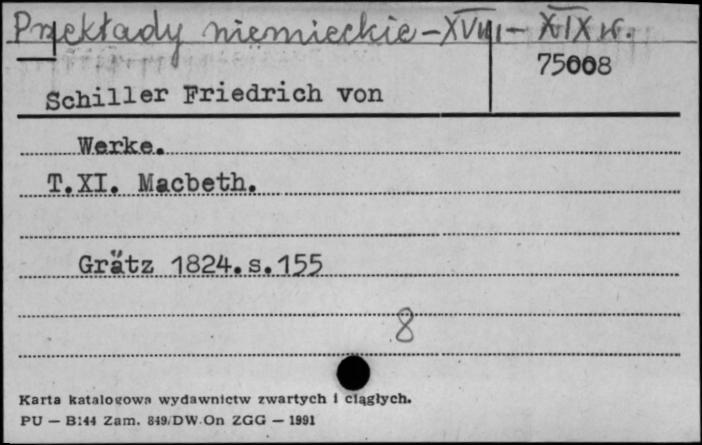 Przekłady niemieckie - XVIII - XIX w.
75008
Schiller Friedrich von
Werke.
T.XI. Macbeth.
Grätz 1824.s.155
8
Karta katalogowa wydawnictw zwartych i ciągłych.
PU — B144 Zam. 849/DW.On ZGG — 1991